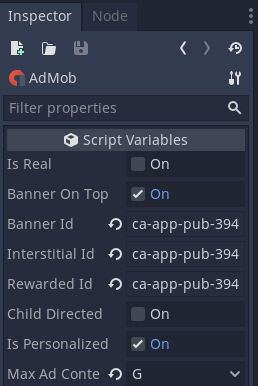 Inspector Node
AdMob
Filter properties
Script Variables
Is Real On
Banner On Top On
Banner Id ca-app-pub-394
Interstitial Id ca-app-pub-394
Rewarded Id ca-app-pub-394
Child Directed On
Is Personalized On
Max Ad Conte G